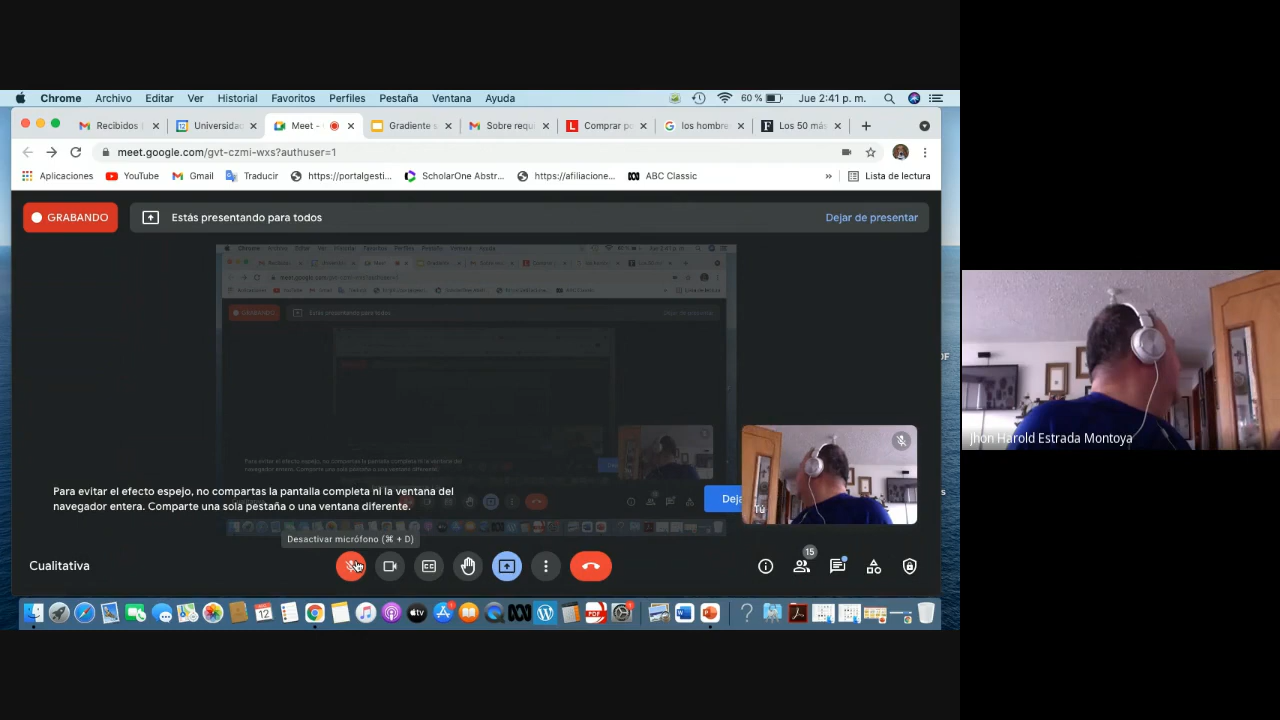 Chrome Archivo Editar Ver Historial Favoritos Perfiles Pestaña Ventana Ayuda 60 % Jue 2:41 p. m.
Recibidos Universidad Meet - Gradiente s Sobre requi Comprar po los hombre Los 50 más
meet.google.com/gvt-czmi-wxs?authuser=1
Aplicaciones YouTube Gmail Traducir https://portalgesti... ScholarOne Abstr... https://afiliacione... ABC Classic » Lista de lectura
GRABANDO Estás presentando para todos Dejar de presentar
Jhon Harold Estrada Montoya
Para evitar el efecto espejo, no compartas la pantalla completa ni la ventana del
navegador entera. Comparte una sola pestaña o una ventana diferente.
Deja
Tú
Desactivar micrófono (⌘ + D)
15
Cualitativa